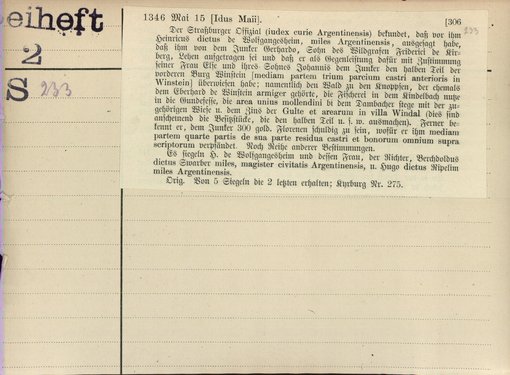 eiheft
2
S 233
1346 Mai 15 [Idus Maii]. [306
233
Der Straßburger Offizial (iudex curie Argentinensis) bekundet, daß vor ihm
Heinricus dictus de Wolfgangesheim, miles Argentinensis, ausgesagt habe,
daß ihm von dem Junker Gerhardo, Sohn des Wildgrafen Friderici de Kir-
berg, Lehen aufgetragen sei und daß er als Gegenleistung dafür mit Zustimmung
seiner Frau Else und ihres Sohnes Johannis dem Junker den halben Teil der
vorderen Burg Winstein [mediam partem trium parcium castri anterioris in
Winstein] überwiesen habe; namentlich den Wald zu den Knopffen, der ehemals
dem Eberhard de Winstein armiger gehörte, die Fischerei in dem Kindelbach untze
in die Gundesesse, die area unius mollendini bi dem Dambacher stege mit der zu-
gehörigen Wiese u. dem Zins der Gulte et arearum in villa Windal (dies sind
anscheinend die Besitzstücke, die den halben Teil u. s. w. ausmachen). Ferner be-
kennt er, dem Junker 300 gold. Florenen schuldig zu sein, wofür er ihm mediam
partem quarte partis de sua parte residua castri et bonorum omnium supra
scriptorum verpfändet. Noch Reihe anderer Bestimmungen.
Es siegeln H. de Wolfgangesheim und dessen Frau, der Richter, Berchdoldus
dictus Swarber miles, magister civitatis Argentinensis, u. Hugo dictus Ripelim
miles Argentinensis.
Orig. Von 5 Siegeln die 2 letzten erhalten; Kyrburg Nr. 275.